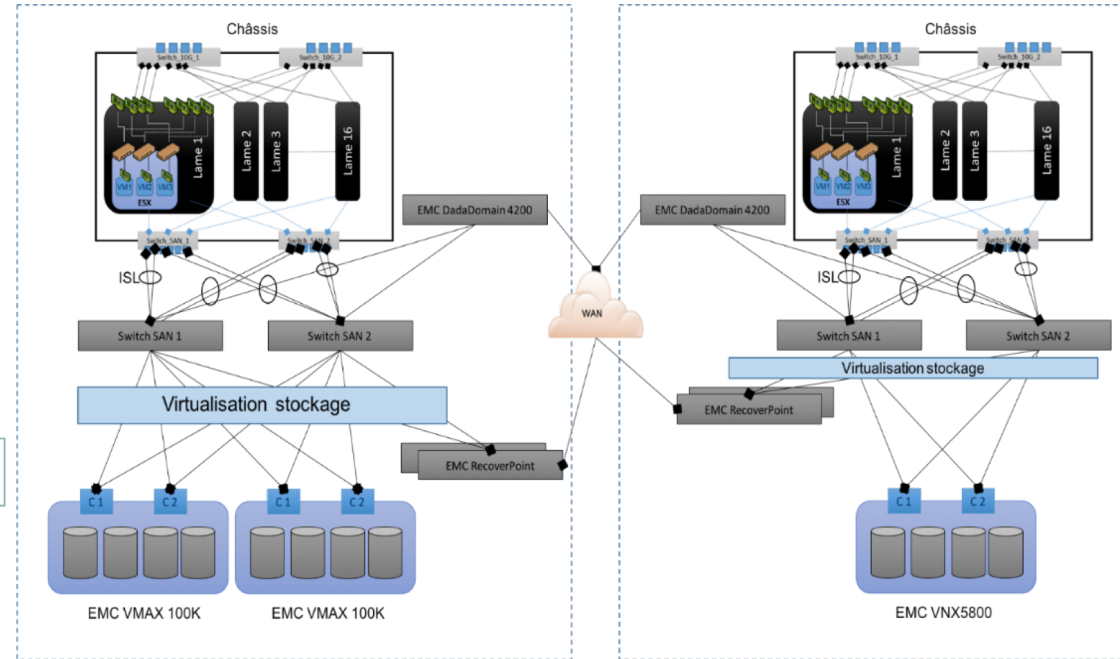 Châssis
Switch_10G_1
Switch_10G_2
Lame 1
Lame 2
Lame 3
Lame 16
VM1
VM2
VM3
ESX
Switch_SAN_1
EMC DadaDomain 4200
ISL
Switch SAN 1
Switch SAN 2
Virtualisation stockage
EMC RecoverPoint
C 1
C 2
C 1
C 2
EMC VMAX 100K
EMC VMAX 100K
WAN
Châssis
Switch_10G_1
Switch_10G_2
Lame 1
Lame 2
Lame 3
Lame 16
VM1
VM2
VM3
ESX
Switch_SAN_1
EMC DadaDomain 4200
ISL
Switch SAN 1
Switch SAN 2
Virtualisation stockage
EMC RecoverPoint
C 1
C 2
EMC VNX5800